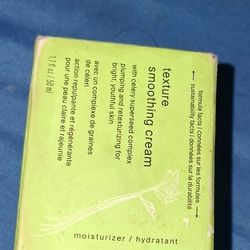 texture
smoothing cream
with celery superseed complex
plumping and retexturizing for
bright, youthful skin
avec un complexe de graines
de céleri
action repulpante et régénérante
pour une peau claire et rajeunie
1.7 fl oz / 50 ml
moisturizer / hydratant
formula facts | données sur les formules →
← sustainability facts | données sur la durabilité